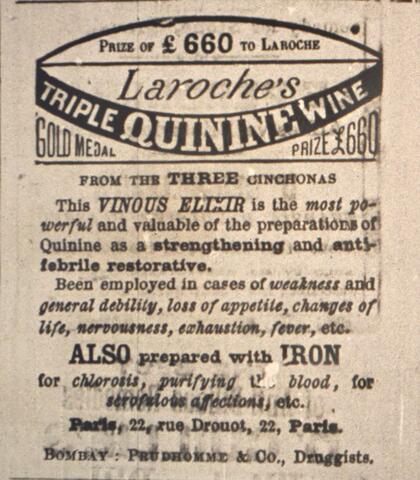 PRIZE OF £ 660 TO LAROCHE
Laroche's
TRIPLE QUININE WINE
GOLD MEDAL PRIZE £660
FROM THE THREE CINCHONAS
This VINOUS ELIXIR is the most po-
werful and valuable of the preparations of
Quinine as a strengthening and anti-
febrile restorative.
Been employed in cases of weakness and
general debility, loss of appetite, changes of
life, nervousness, exhaustion, fever, etc.
ALSO prepared with IRON
for chlorosis, purifying the blood, for
scrofulous affections, etc.
Paris, 22, rue Drouot, 22, Paris.
BOMBAY : PRUDHOMME & Co., Druggists.